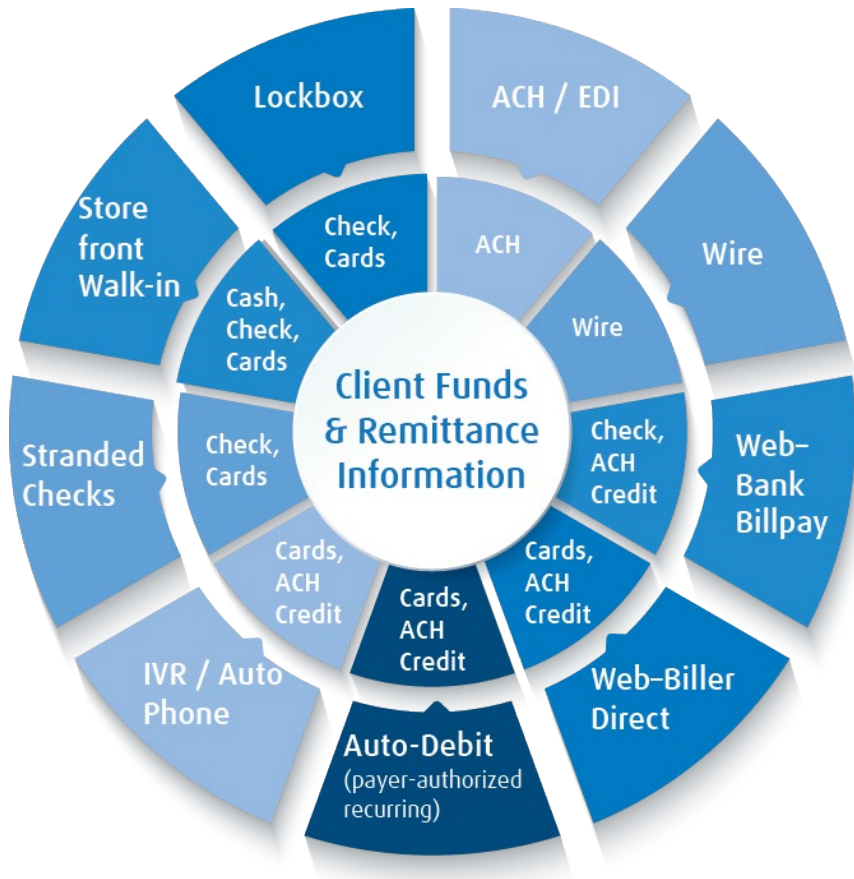 Lockbox
ACH / EDI
Wire
Web–
Bank
Billpay
Web–Biller
Direct
Auto-Debit
(payer-authorized
recurring)
IVR / Auto
Phone
Stranded
Checks
Store
front
Walk-in
Check,
Cards
ACH
Wire
Check,
ACH
Credit
Cards,
ACH
Credit
Cards,
ACH
Credit
Cards,
ACH
Credit
Check,
Cards
Cash,
Check,
Cards
Client Funds
& Remittance
Information